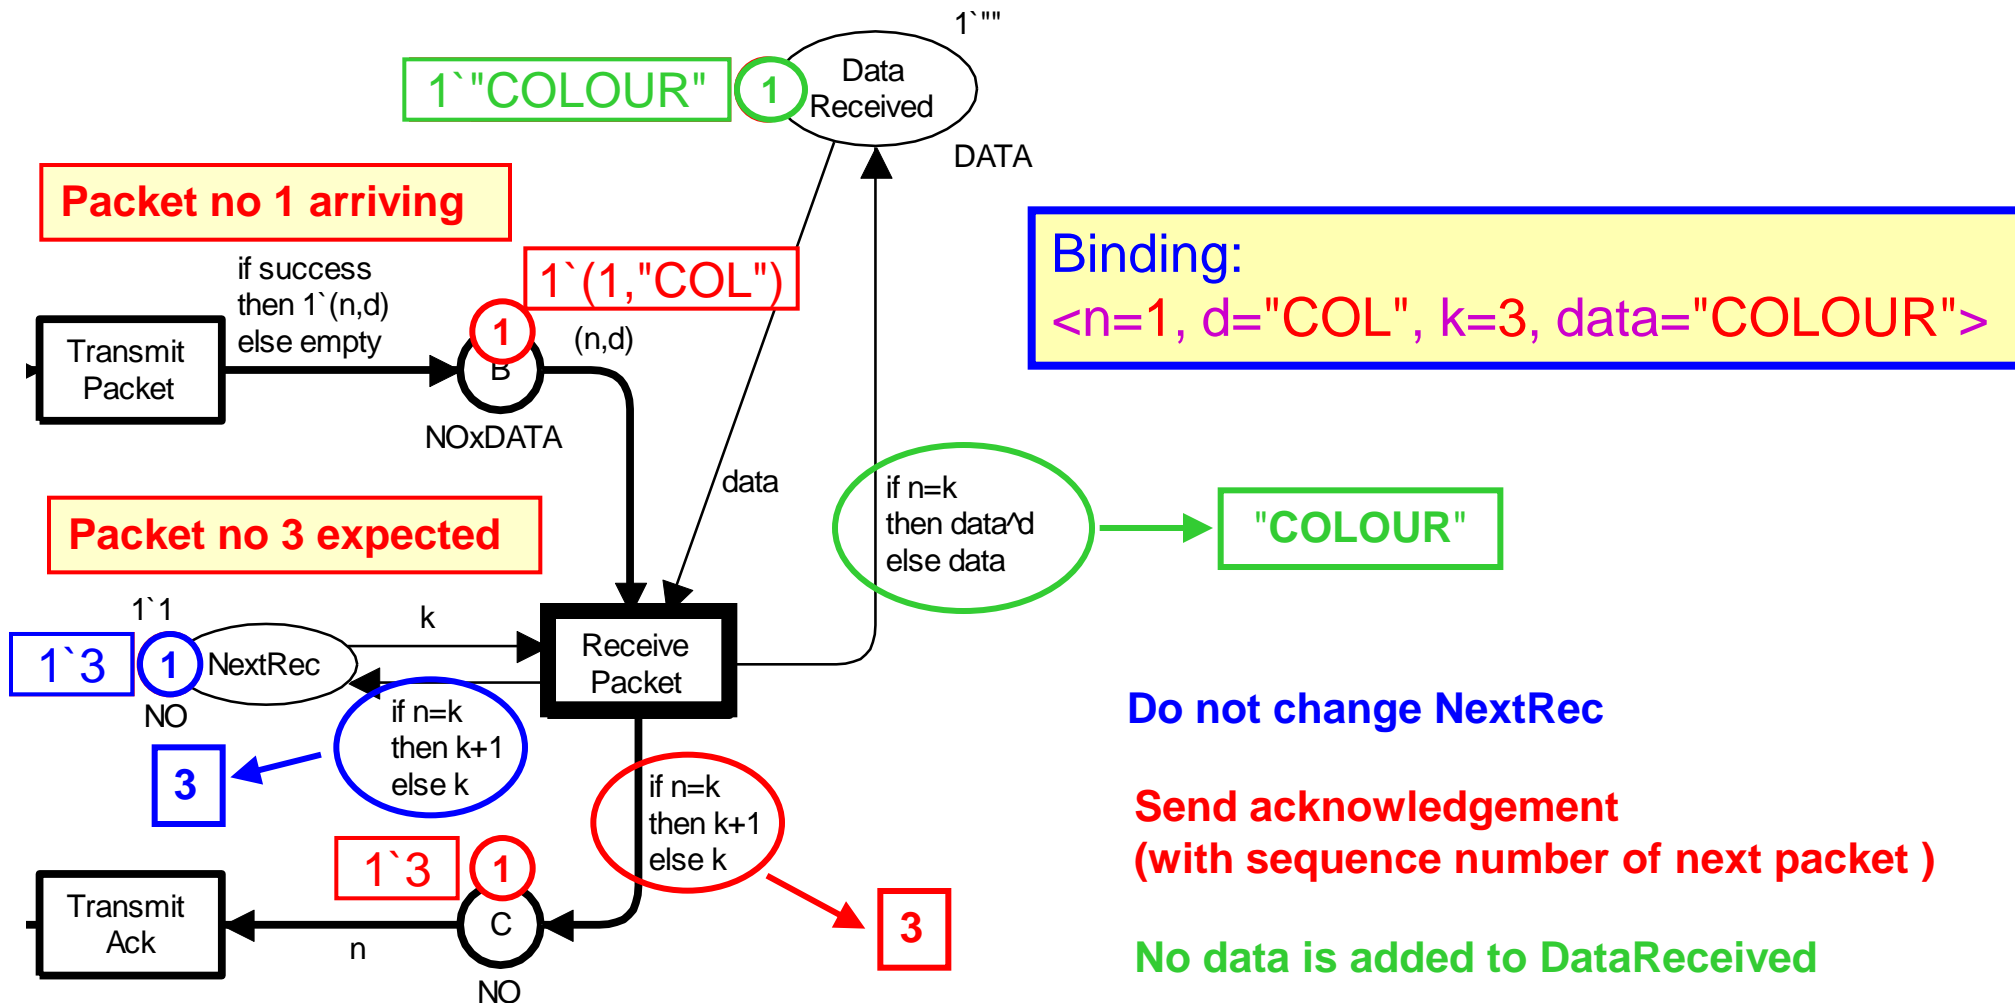 1`""
1`"COLOUR"
1
Data
Received
DATA
Packet no 1 arriving
if success
then 1`(n,d)
else empty
1`(1,"COL")
1
(n,d)
B
NOxDATA
Transmit
Packet
Binding:
<n=1, d="COL", k=3, data="COLOUR">
data
if n=k
then data^d
else data
"COLOUR"
Packet no 3 expected
1`1
1`3
1
NextRec
NO
k
Receive
Packet
if n=k
then k+1
else k
3
if n=k
then k+1
else k
3
1`3
1
C
NO
n
Transmit
Ack
Do not change NextRec
Send acknowledgement
(with sequence number of next packet )
No data is added to DataReceived